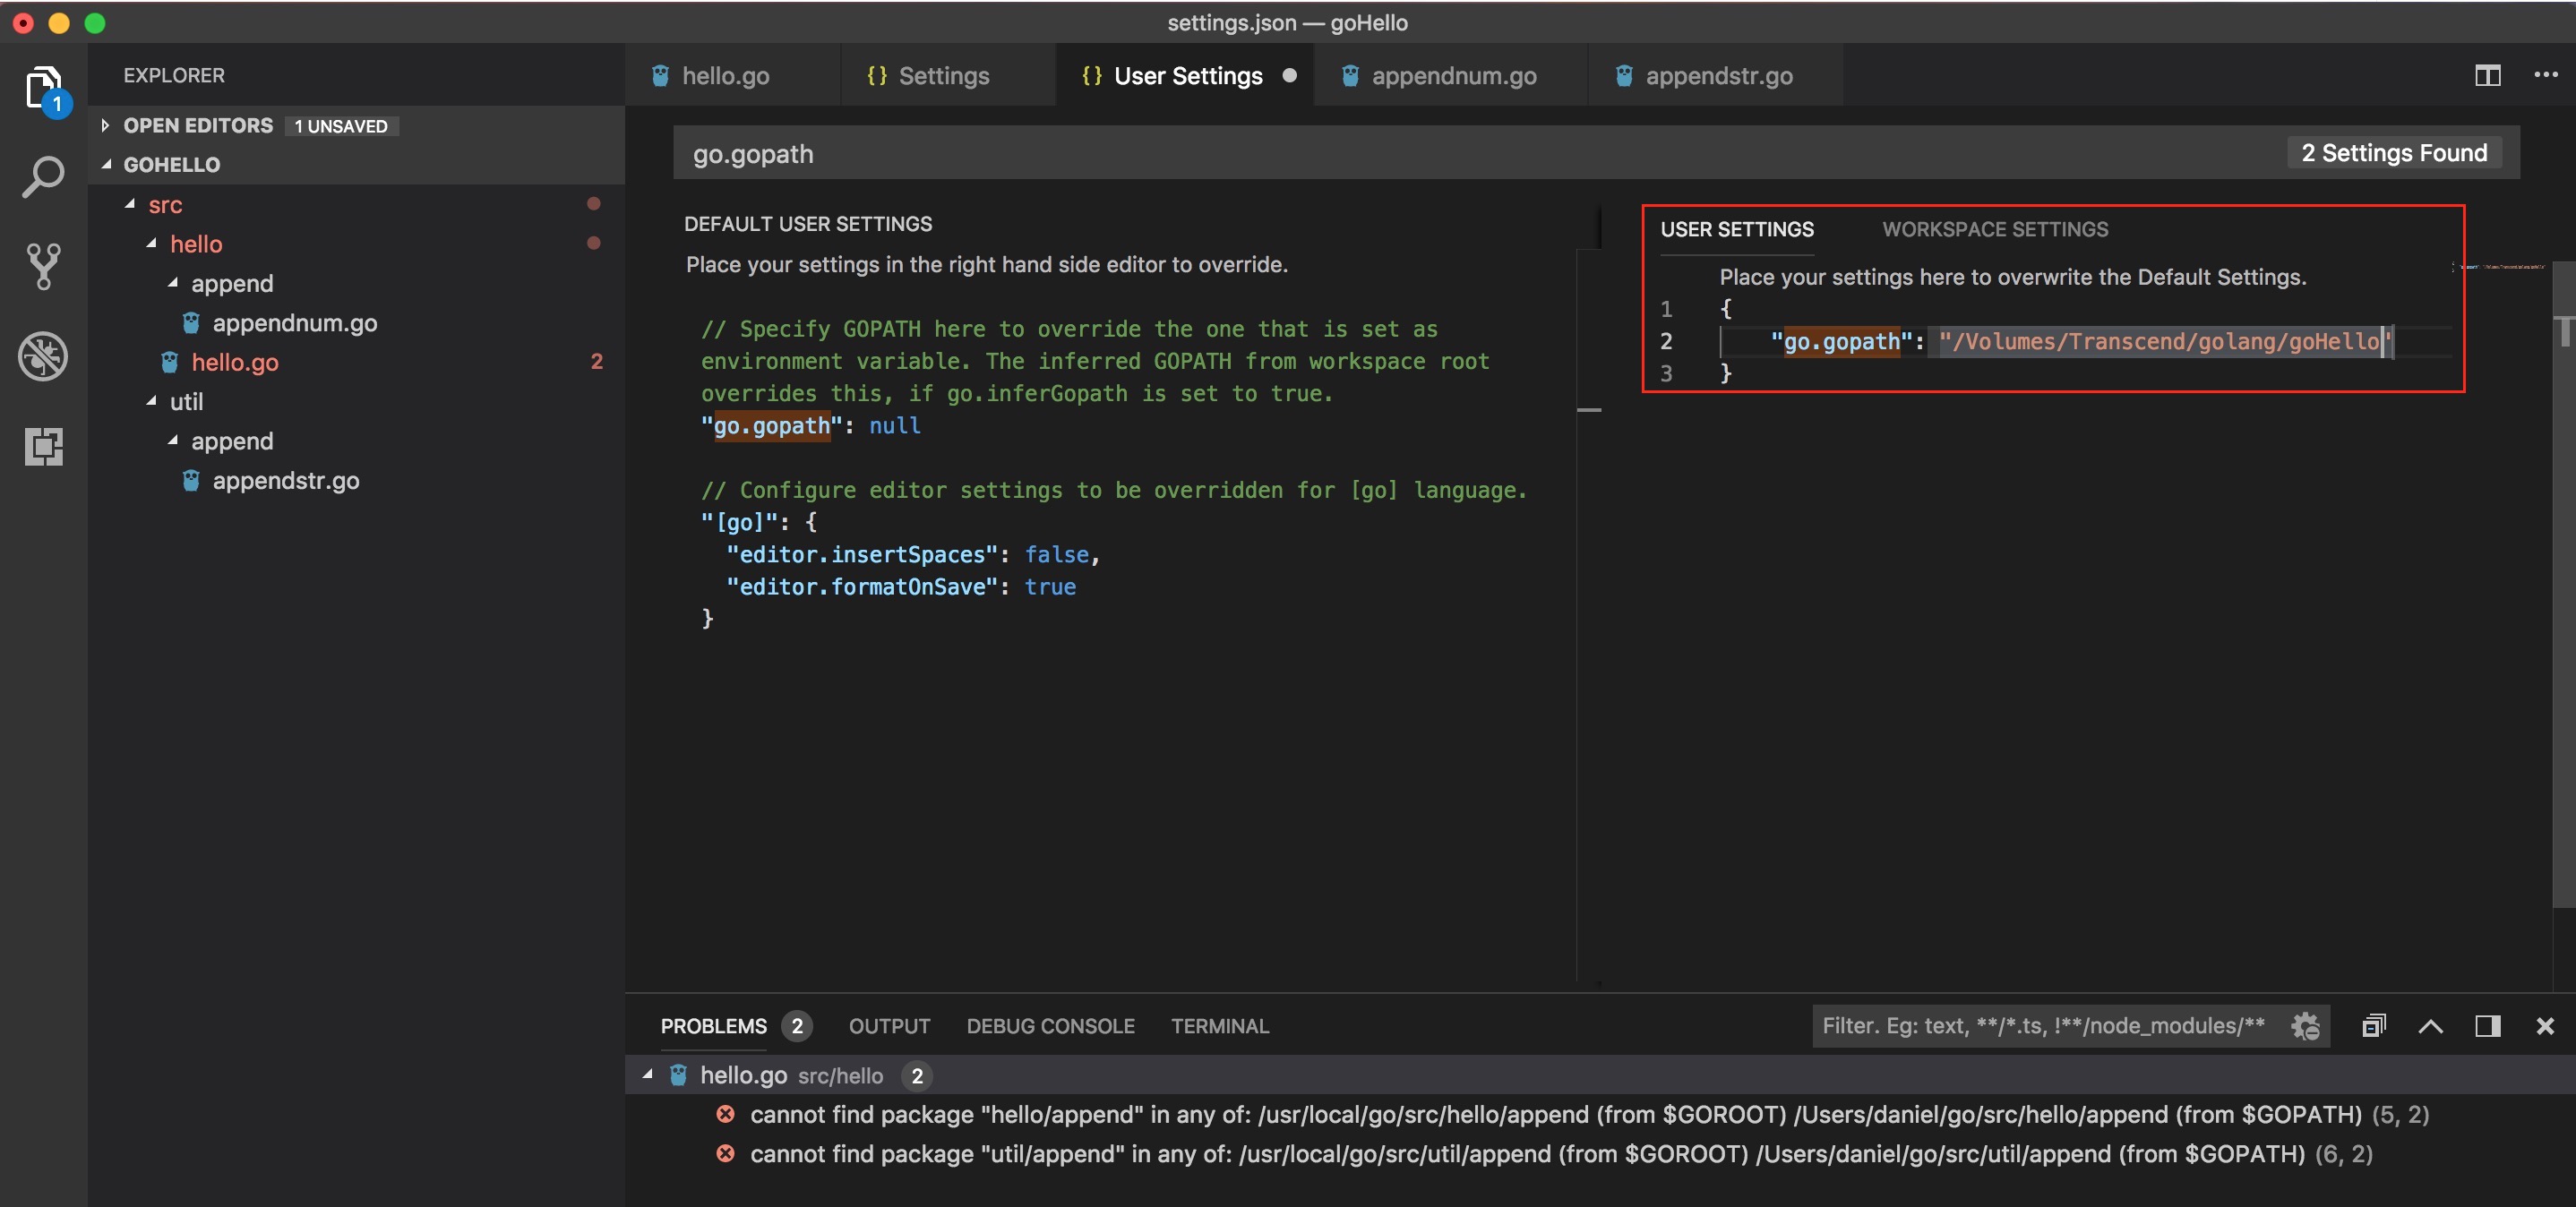 settings.json — goHello
EXPLORER
hello.go
{} Settings
{} User Settings
appendnum.go
appendstr.go
1
OPEN EDITORS 1 UNSAVED
GOHELLO
src
hello
append
appendnum.go
hello.go 2
util
append
appendstr.go
go.gopath
2 Settings Found
DEFAULT USER SETTINGS
Place your settings in the right hand side editor to override.
// Specify GOPATH here to override the one that is set as
environment variable. The inferred GOPATH from workspace root
overrides this, if go.inferGopath is set to true.
"go.gopath": null
// Configure editor settings to be overridden for [go] language.
"[go]": {
"editor.insertSpaces": false,
"editor.formatOnSave": true
}
USER SETTINGS WORKSPACE SETTINGS
Place your settings here to overwrite the Default Settings.
1 {
2 "go.gopath": "/Volumes/Transcend/golang/goHello"
3 }
PROBLEMS 2 OUTPUT DEBUG CONSOLE TERMINAL
Filter. Eg: text, **/*.ts, !**/node_modules/**
hello.go src/hello 2
cannot find package "hello/append" in any of: /usr/local/go/src/hello/append (from $GOROOT) /Users/daniel/go/src/hello/append (from $GOPATH) (5, 2)
cannot find package "util/append" in any of: /usr/local/go/src/util/append (from $GOROOT) /Users/daniel/go/src/util/append (from $GOPATH) (6, 2)